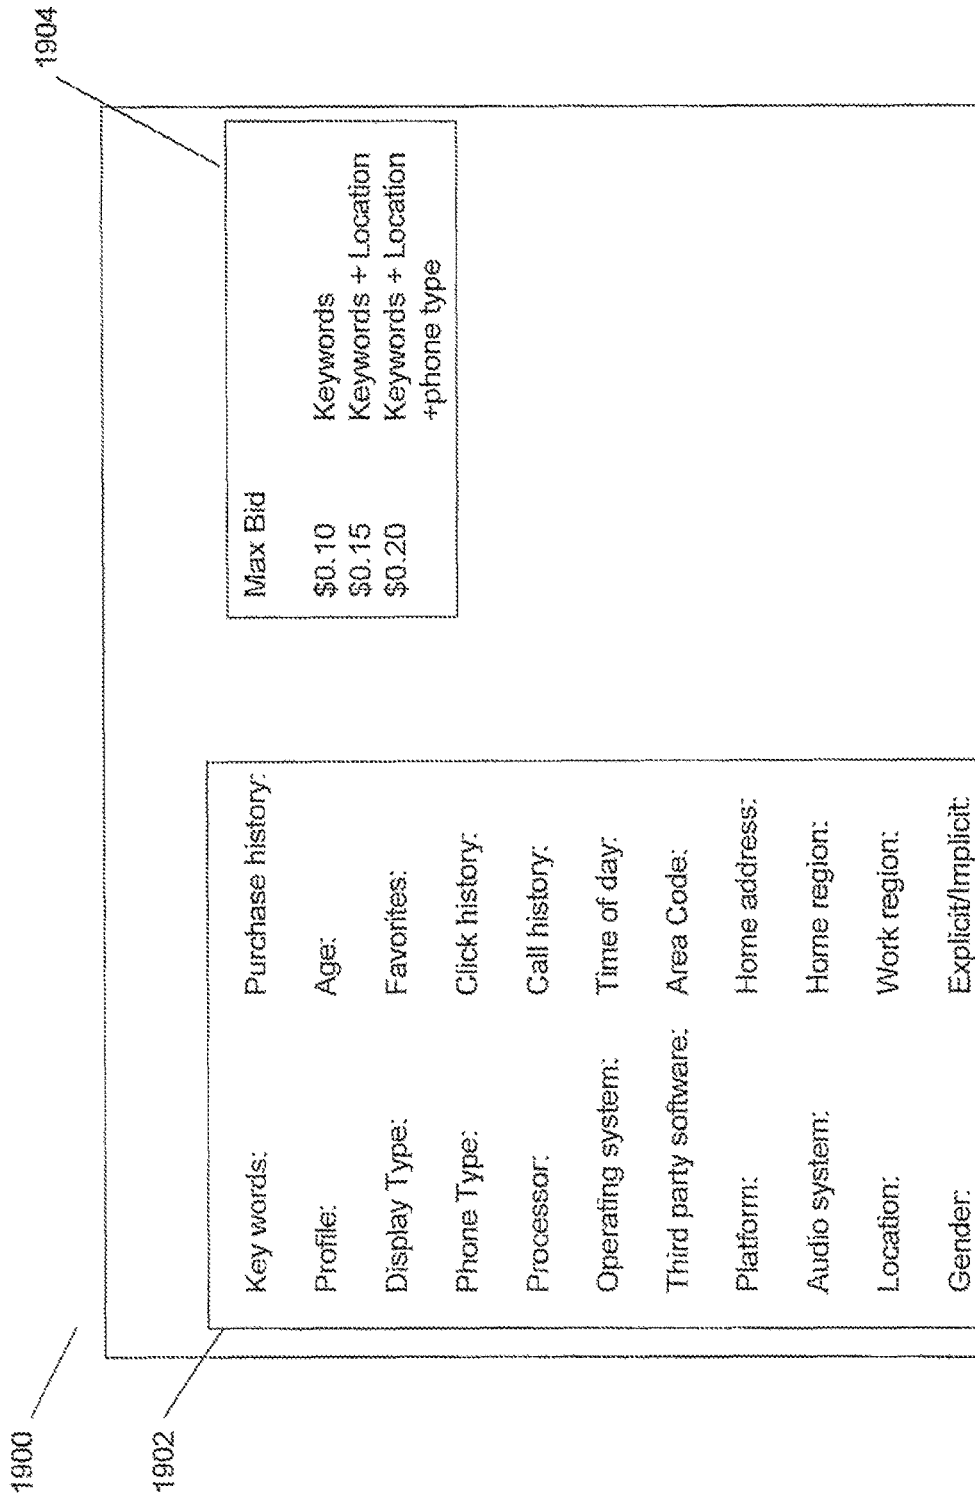 1900
1902
1904
Key words:
Purchase history:
Profile:
Age:
Display Type:
Favorites:
Phone Type:
Click history:
Processor:
Call history:
Operating system:
Time of day:
Third party software:
Area Code:
Platform:
Home address:
Audio system:
Home region:
Location:
Work region:
Gender:
Explicit/Implicit:
Max Bid
$0.10 Keywords
$0.15 Keywords + Location
$0.20 Keywords + Location
+phone type